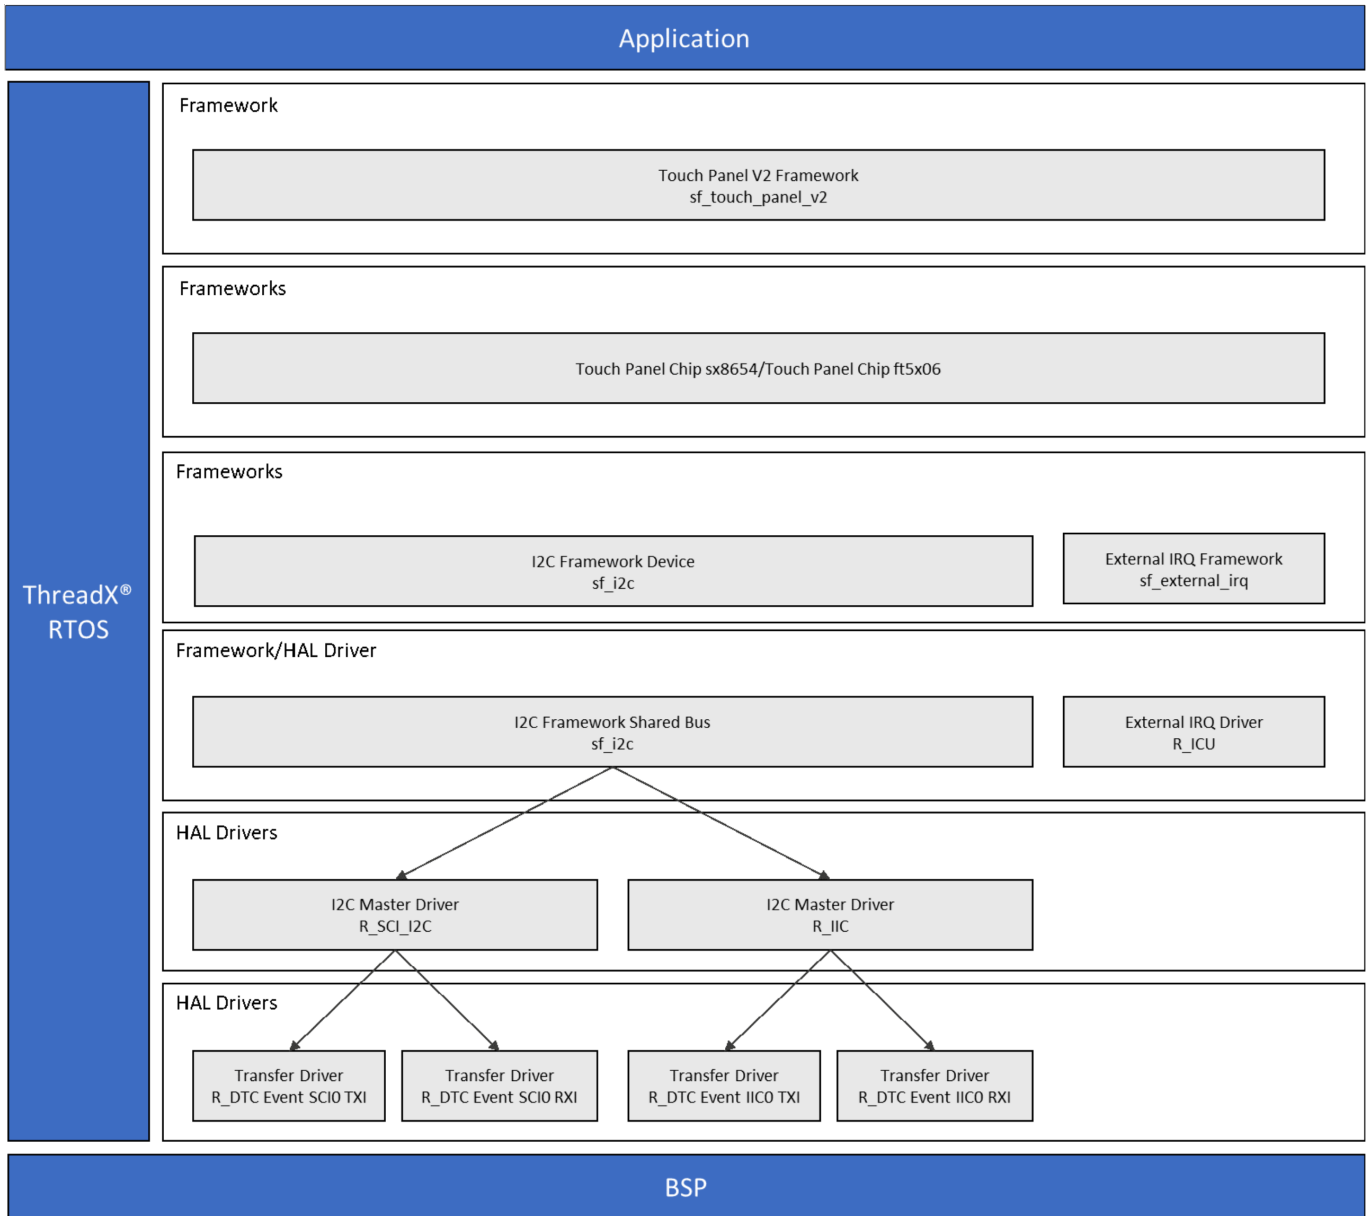 Application
ThreadX®
RTOS
Framework
Touch Panel V2 Framework
sf_touch_panel_v2
Frameworks
Touch Panel Chip sx8654/Touch Panel Chip ft5x06
Frameworks
I2C Framework Device
sf_i2c
External IRQ Framework
sf_external_irq
Framework/HAL Driver
I2C Framework Shared Bus
sf_i2c
External IRQ Driver
R_ICU
HAL Drivers
I2C Master Driver
R_SCI_I2C
I2C Master Driver
R_IIC
HAL Drivers
Transfer Driver
R_DTC Event SCI0 TXI
Transfer Driver
R_DTC Event SCI0 RXI
Transfer Driver
R_DTC Event IIC0 TXI
Transfer Driver
R_DTC Event IIC0 RXI
BSP